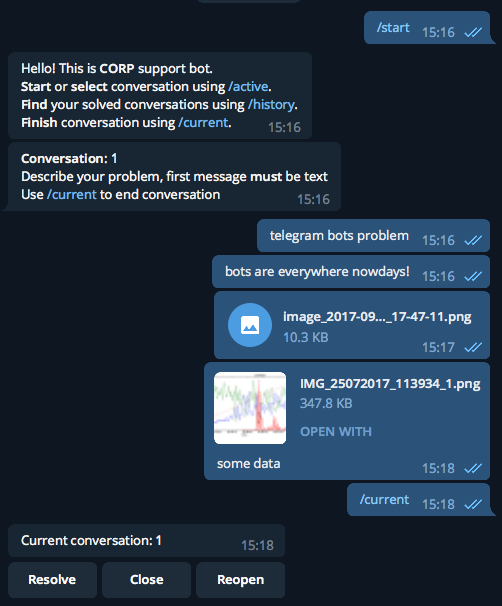 /start
15:16
Hello! This is CORP support bot.
Start or select conversation using /active.
Find your solved conversations using /history.
Finish conversation using /current.
15:16
Conversation: 1
Describe your problem, first message must be text
Use /current to end conversation
15:16
telegram bots problem
15:16
bots are everywhere nowdays!
15:16
image_2017-09..._17-47-11.png
10.3 KB
15:17
IMG_25072017_113934_1.png
347.8 KB
OPEN WITH
some data
15:18
/current
15:18
Current conversation: 1
15:18
Resolve Close Reopen